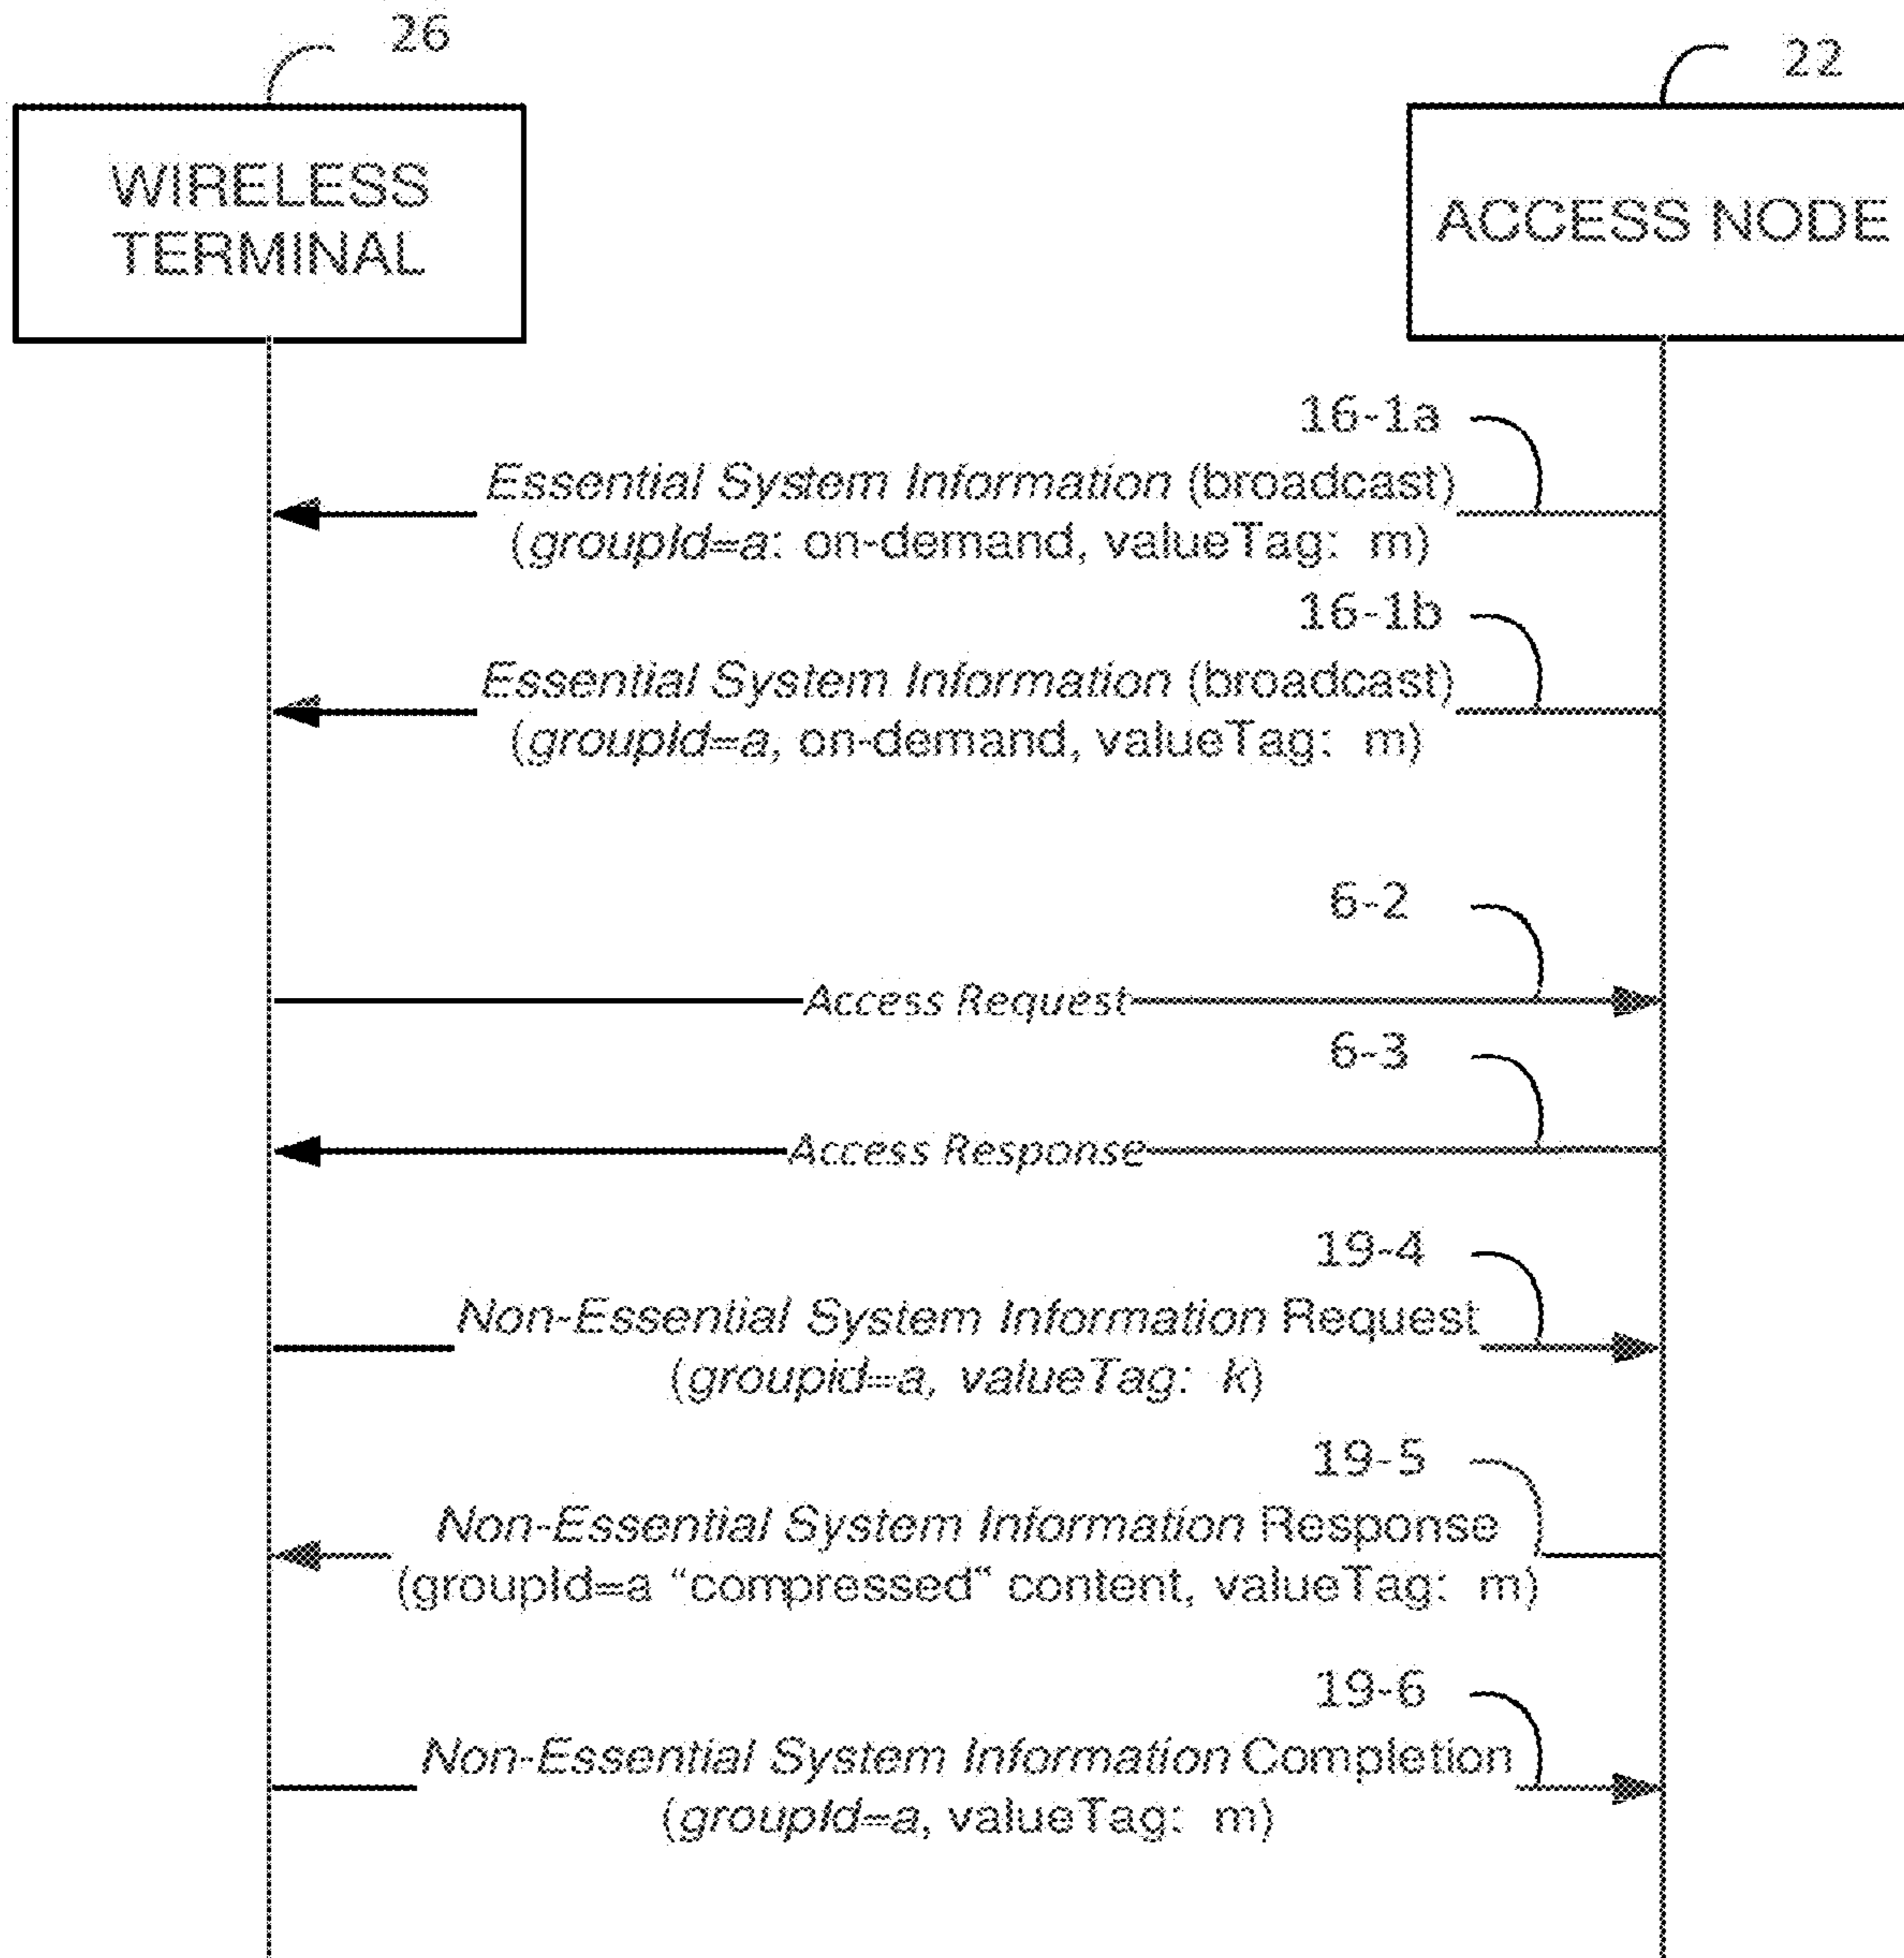 26
22
WIRELESS
TERMINAL
ACCESS NODE
16-1a
Essential System Information (broadcast)
(groupId=a: on-demand, valueTag: m)
16-1b
Essential System Information (broadcast)
(groupId=a, on-demand, valueTag: m)
6-2
Access Request
6-3
Access Response
19-4
Non-Essential System Information Request
(groupid=a, valueTag: k)
19-5
Non-Essential System Information Response
(groupId=a "compressed" content, valueTag: m)
19-6
Non-Essential System Information Completion
(groupId=a, valueTag: m)